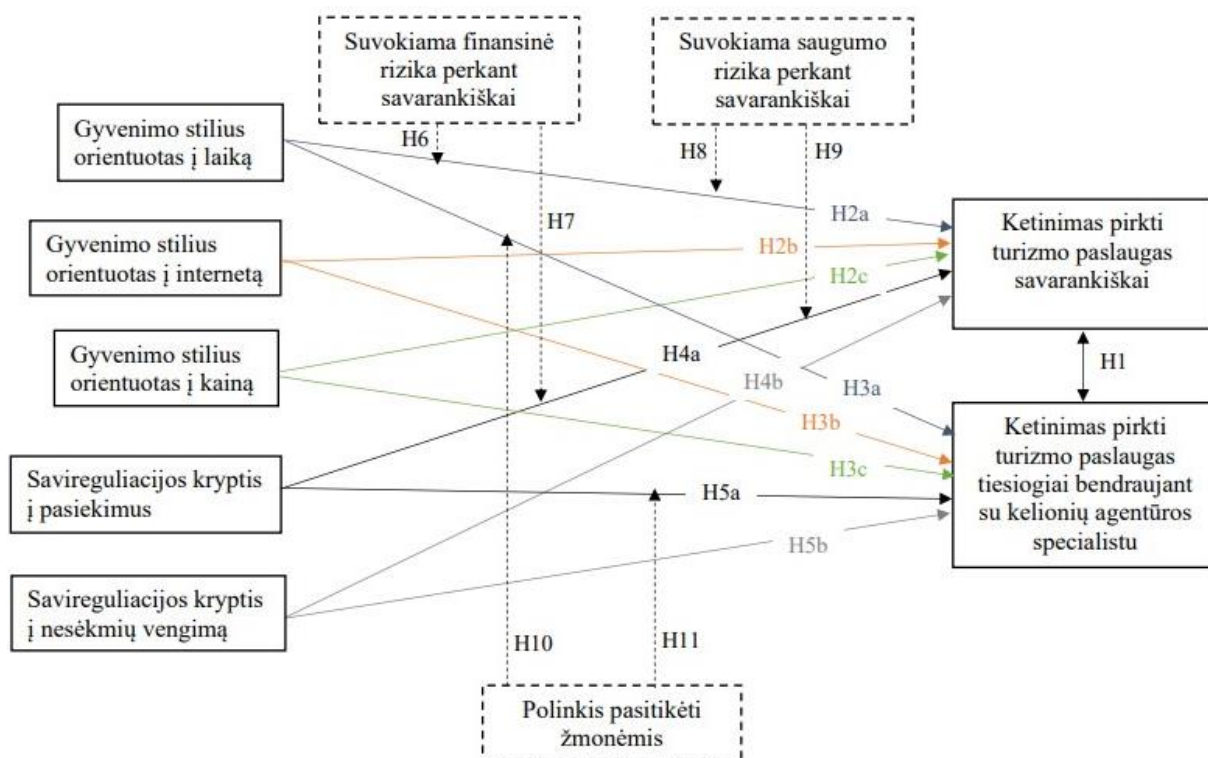 Suvokiama finansinė
rizika perkant
savarankiškai
Suvokiama saugumo
rizika perkant
savarankiškai
Gyvenimo stilius
orientuotas į laiką
H6
H8
H9
H7
H2a
Gyvenimo stilius
orientuotas į internetą
H2b
H2c
Ketinimas pirkti
turizmo paslaugas
savarankiškai
Gyvenimo stilius
orientuotas į kainą
H4a
H4b
H3a
H1
H3b
H3c
Savireguliacijos kryptis
į pasiekimus
H5a
H5b
Ketinimas pirkti
turizmo paslaugas
tiesiogiai bendraujant
su kelionių agentūros
specialistu
Savireguliacijos kryptis
į nesėkmių vengimą
H10
H11
Polinkis pasitikėti
žmonėmis